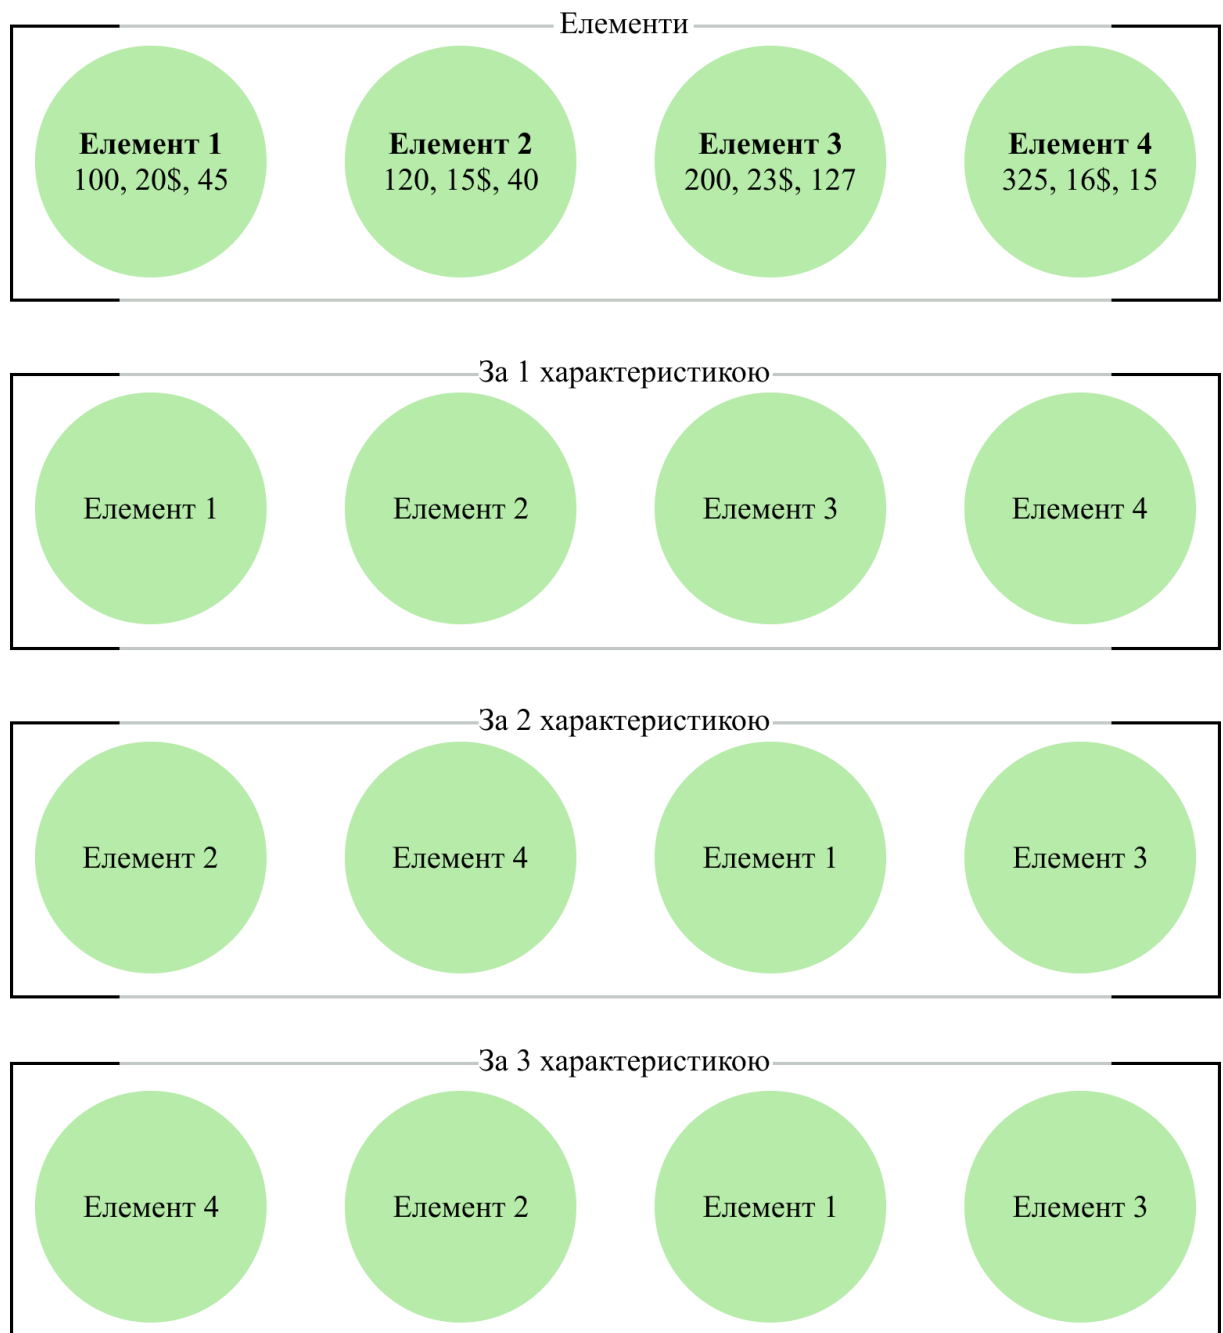 Елементи
Елемент 1
100, 20$, 45
Елемент 2
120, 15$, 40
Елемент 3
200, 23$, 127
Елемент 4
325, 16$, 15
За 1 характеристикою
Елемент 1
Елемент 2
Елемент 3
Елемент 4
За 2 характеристикою
Елемент 2
Елемент 4
Елемент 1
Елемент 3
За 3 характеристикою
Елемент 4
Елемент 2
Елемент 1
Елемент 3